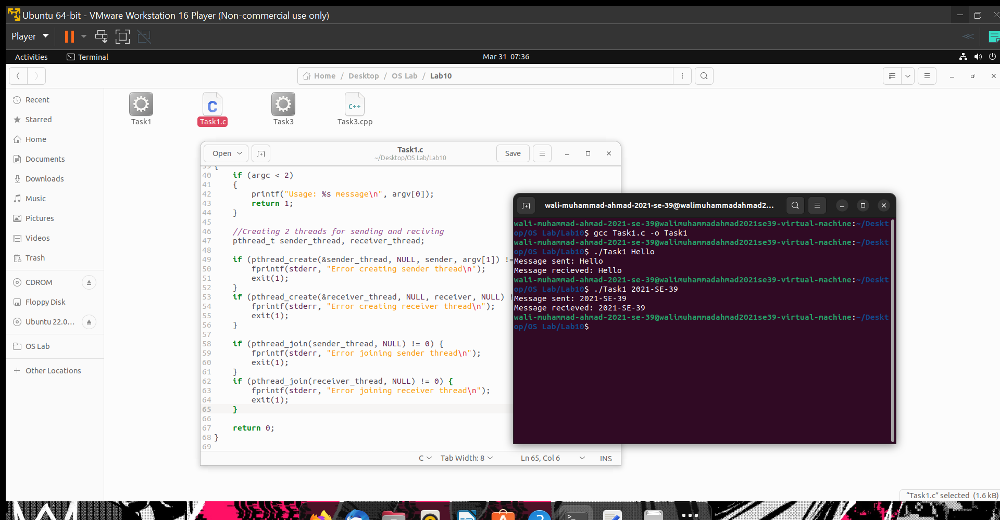 Ubuntu 64-bit - VMware Workstation 16 Player (Non-commercial use only)
Player
Activities
Terminal
Mar 31 07:36
Home / Desktop / OS Lab / Lab10
Recent
Starred
Home
Documents
Downloads
Music
Pictures
Videos
Trash
CDROM
Floppy Disk
Ubuntu 22.0...
OS Lab
+ Other Locations
Task1
Task1.c
Task3
Task3.cpp
Open
Task1.c
~/Desktop/OS Lab/Lab10
Save
39 {
40 if (argc < 2)
41 {
42 printf("Usage: %s message\n", argv[0]);
43 return 1;
44 }
45
46 //Creating 2 threads for sending and reciving
47 pthread_t sender_thread, receiver_thread;
48
49 if (pthread_create(&sender_thread, NULL, sender, argv[1]) !=
50 fprintf(stderr, "Error creating sender thread\n");
51 exit(1);
52 }
53 if (pthread_create(&receiver_thread, NULL, receiver, NULL) !
54 fprintf(stderr, "Error creating receiver thread\n");
55 exit(1);
56 }
57
58 if (pthread_join(sender_thread, NULL) != 0) {
59 fprintf(stderr, "Error joining sender thread\n");
60 exit(1);
61 }
62 if (pthread_join(receiver_thread, NULL) != 0) {
63 fprintf(stderr, "Error joining receiver thread\n");
64 exit(1);
65 }
66
67 return 0;
68 }
69
C
Tab Width: 8
Ln 65, Col 6
INS
wali-muhammad-ahmad-2021-se-39@walimuhammadahmad2...
wali-muhammad-ahmad-2021-se-39@walimuhammadahmad2021se39-virtual-machine:~/Deskt
op/OS Lab/Lab10$ gcc Task1.c -o Task1
wali-muhammad-ahmad-2021-se-39@walimuhammadahmad2021se39-virtual-machine:~/Deskt
op/OS Lab/Lab10$ ./Task1 Hello
Message sent: Hello
Message recieved: Hello
wali-muhammad-ahmad-2021-se-39@walimuhammadahmad2021se39-virtual-machine:~/Deskt
op/OS Lab/Lab10$ ./Task1 2021-SE-39
Message sent: 2021-SE-39
Message recieved: 2021-SE-39
wali-muhammad-ahmad-2021-se-39@walimuhammadahmad2021se39-virtual-machine:~/Deskt
op/OS Lab/Lab10$
"Task1.c" selected (1.6 kB)